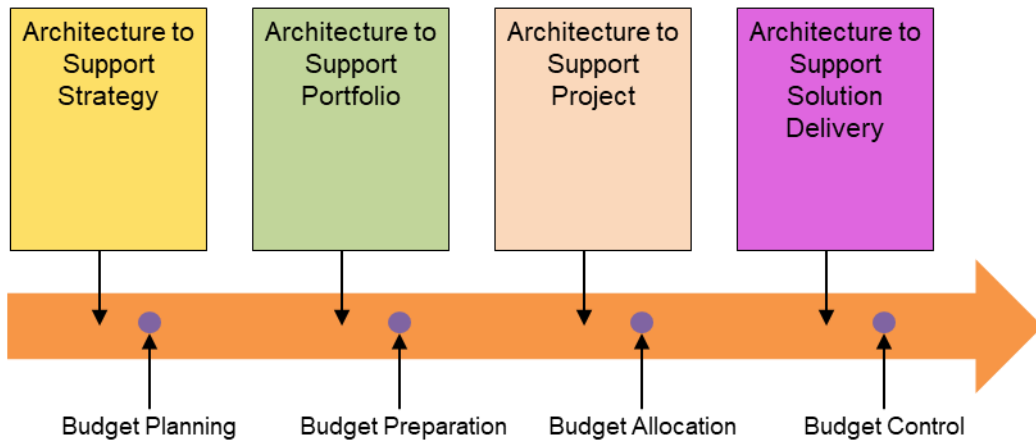 Architecture to
Support
Strategy
Architecture to
Support
Portfolio
Architecture to
Support
Project
Architecture to
Support
Solution
Delivery
Budget Planning
Budget Preparation
Budget Allocation
Budget Control